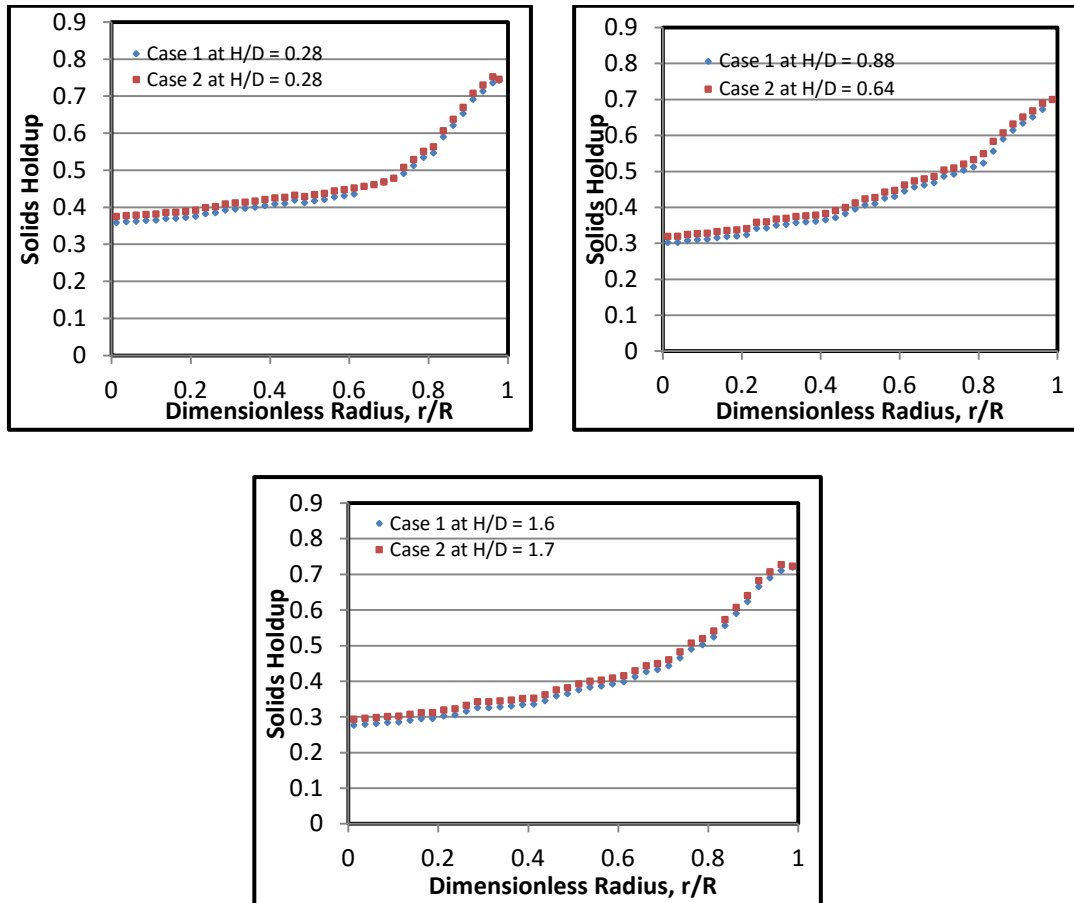 0.9
0.8
0.7
0.6
0.5
0.4
0.3
0.2
0.1
0
Solids Holdup
Case 1 at H/D = 0.28
Case 2 at H/D = 0.28
0 0.2 0.4 0.6 0.8 1
Dimensionless Radius, r/R
0.9
0.8
0.7
0.6
0.5
0.4
0.3
0.2
0.1
0
Solids Holdup
Case 1 at H/D = 0.88
Case 2 at H/D = 0.64
0 0.2 0.4 0.6 0.8 1
Dimensionless Radius, r/R
0.9
0.8
0.7
0.6
0.5
0.4
0.3
0.2
0.1
0
Solids Holdup
Case 1 at H/D = 1.6
Case 2 at H/D = 1.7
0 0.2 0.4 0.6 0.8 1
Dimensionless Radius, r/R